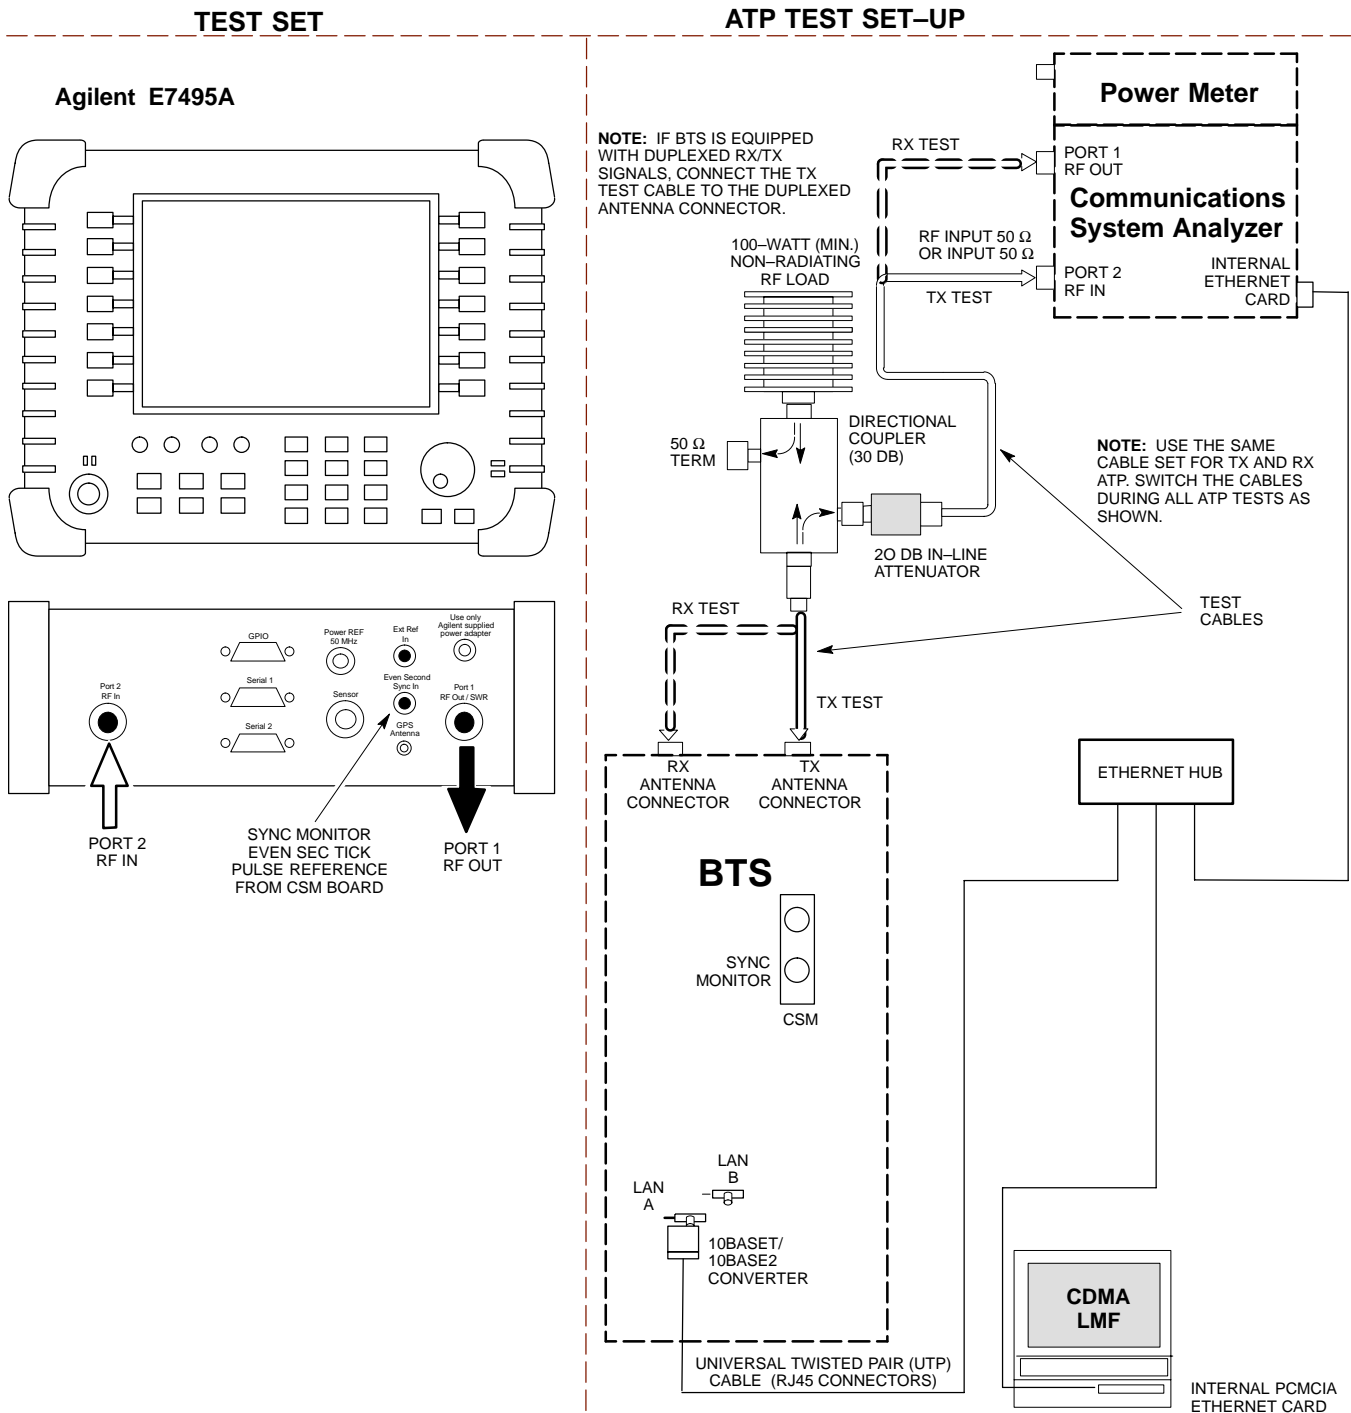 TEST SET
ATP TEST SET–UP
Agilent E7495A
Power Meter
NOTE: IF BTS IS EQUIPPED
WITH DUPLEXED RX/TX
SIGNALS, CONNECT THE TX
TEST CABLE TO THE DUPLEXED
ANTENNA CONNECTOR.
RX TEST
PORT 1
RF OUT
Communications
System Analyzer
RF INPUT 50 Ω
OR INPUT 50 Ω
TX TEST
PORT 2
RF IN
INTERNAL
ETHERNET
CARD
100–WATT (MIN.)
NON–RADIATING
RF LOAD
50 Ω
TERM
DIRECTIONAL
COUPLER
(30 DB)
NOTE: USE THE SAME
CABLE SET FOR TX AND RX
ATP. SWITCH THE CABLES
DURING ALL ATP TESTS AS
SHOWN.
2O DB IN–LINE
ATTENUATOR
TEST
CABLES
RX TEST
TX TEST
GPIO
Serial 1
Serial 2
Power REF
50 MHz
Sensor
Ext Ref
In
Even Second
Sync In
GPS
Antenna
Use only
Agilent supplied
power adapter
Port 1
RF Out / SWR
Port 2
RF In
PORT 2
RF IN
SYNC MONITOR
EVEN SEC TICK
PULSE REFERENCE
FROM CSM BOARD
PORT 1
RF OUT
RX
ANTENNA
CONNECTOR
TX
ANTENNA
CONNECTOR
ETHERNET HUB
BTS
SYNC
MONITOR
CSM
LAN
B
LAN
A
10BASET/
10BASE2
CONVERTER
UNIVERSAL TWISTED PAIR (UTP)
CABLE (RJ45 CONNECTORS)
CDMA
LMF
INTERNAL PCMCIA
ETHERNET CARD